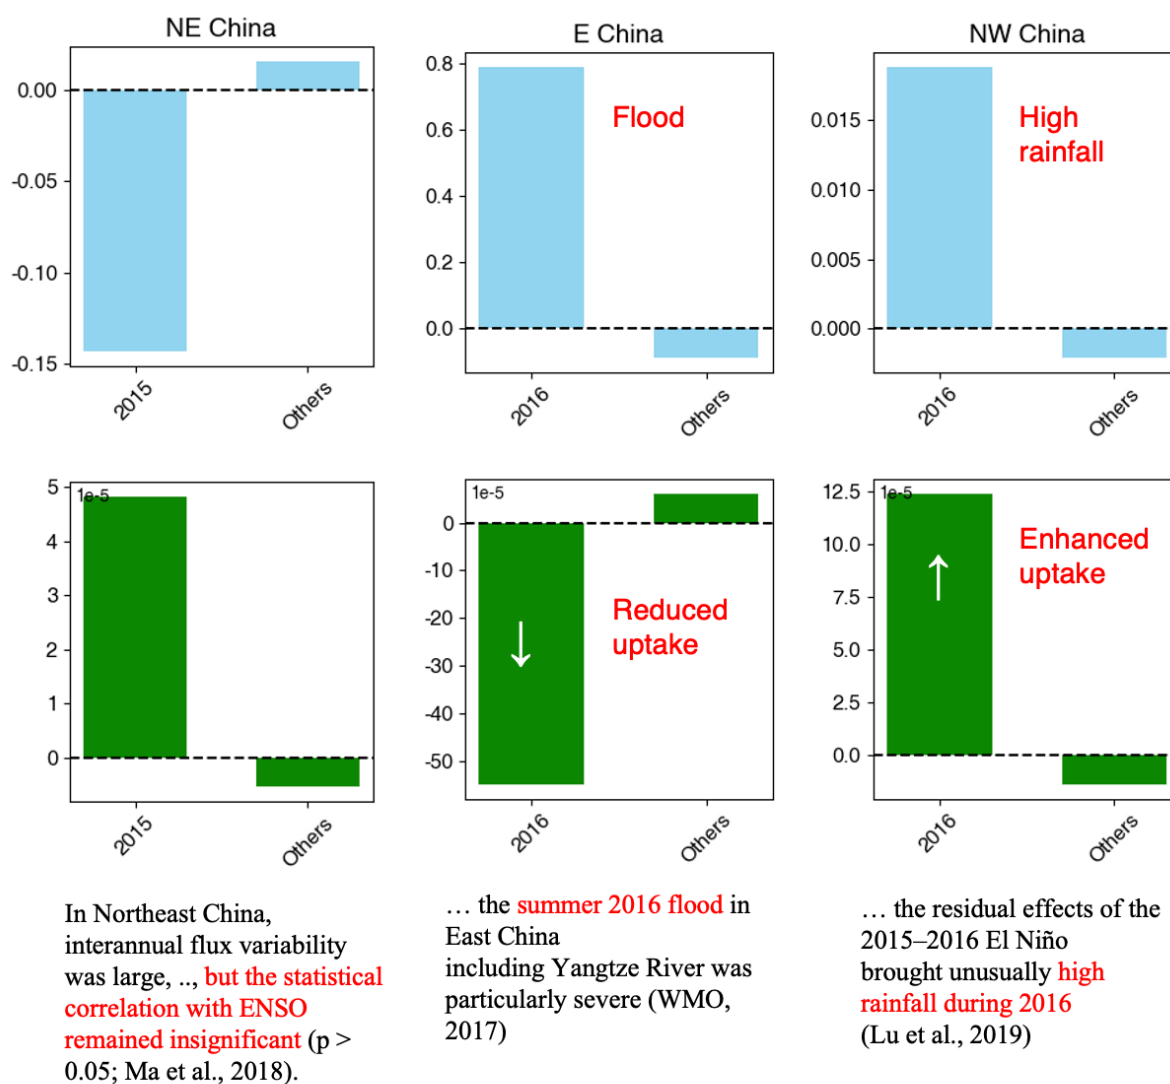 NE China
E China
NW China
0.00
-0.05
-0.10
-0.15
2015
Others
0.8
0.6
0.4
0.2
0.0
Flood
2016
Others
0.015
0.010
0.005
0.000
High
rainfall
2016
Others
1e-5
5
4
3
2
1
0
2015
Others
1e-5
0
-10
-20
-30
-40
-50
Reduced
uptake
2016
Others
1e-5
12.5
10.0
7.5
5.0
2.5
0.0
Enhanced
uptake
2016
Others
In Northeast China,
interannual flux variability
was large, .., but the statistical
correlation with ENSO
remained insignificant (p >
0.05; Ma et al., 2018).
… the summer 2016 flood in
East China
including Yangtze River was
particularly severe (WMO,
2017)
… the residual effects of the
2015–2016 El Niño
brought unusually high
rainfall during 2016
(Lu et al., 2019)